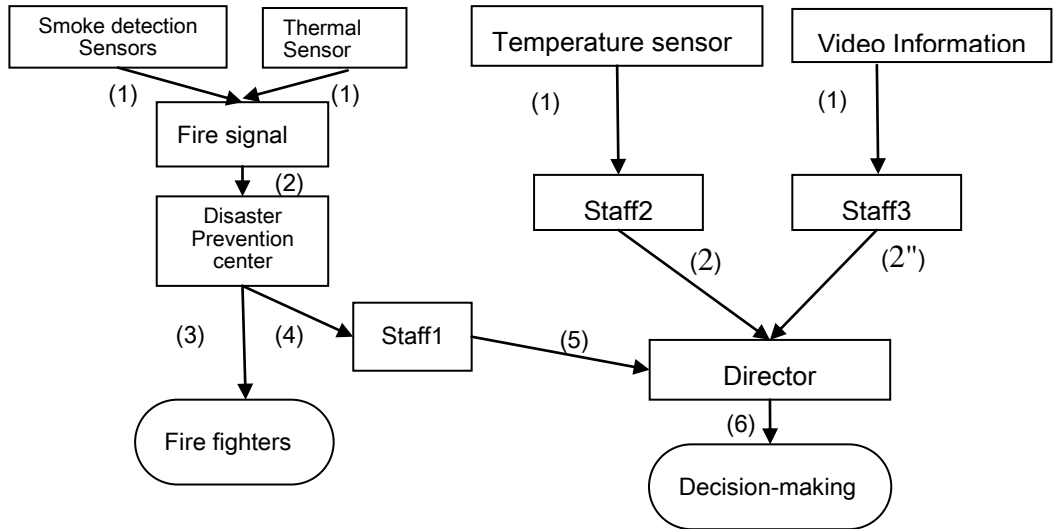 Smoke detection
Sensors
Thermal
Sensor
Temperature sensor
Video Information
(1)
(1)
(1)
(1)
Fire signal
(2)
Disaster
Prevention
center
Staff2
Staff3
(2)
(2")
(3)
(4)
Staff1
(5)
Director
(6)
Fire fighters
Decision-making